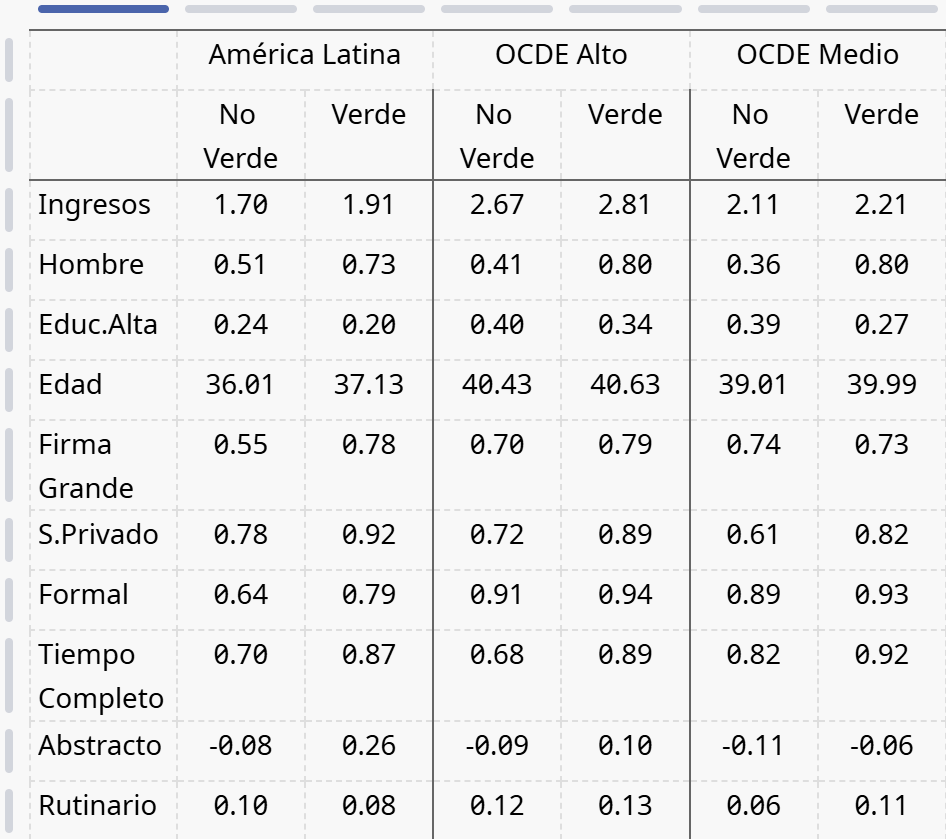 América Latina OCDE Alto OCDE Medio
No Verde No Verde No Verde
Verde Verde Verde
Ingresos 1.70 1.91 2.67 2.81 2.11 2.21
Hombre 0.51 0.73 0.41 0.80 0.36 0.80
Educ.Alta 0.24 0.20 0.40 0.34 0.39 0.27
Edad 36.01 37.13 40.43 40.63 39.01 39.99
Firma 0.55 0.78 0.70 0.79 0.74 0.73
Grande
S.Privado 0.78 0.92 0.72 0.89 0.61 0.82
Formal 0.64 0.79 0.91 0.94 0.89 0.93
Tiempo 0.70 0.87 0.68 0.89 0.82 0.92
Completo
Abstracto -0.08 0.26 -0.09 0.10 -0.11 -0.06
Rutinario 0.10 0.08 0.12 0.13 0.06 0.11